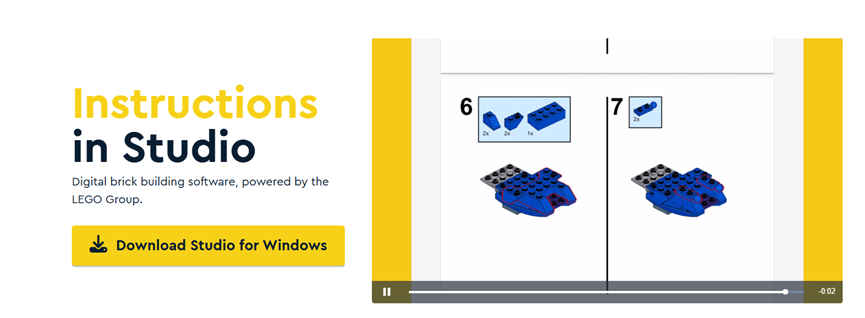 Instructions
in Studio
Digital brick building software, powered by the
LEGO Group.
Download Studio for Windows
6
2x
2x
1x
7
2x
-0:02